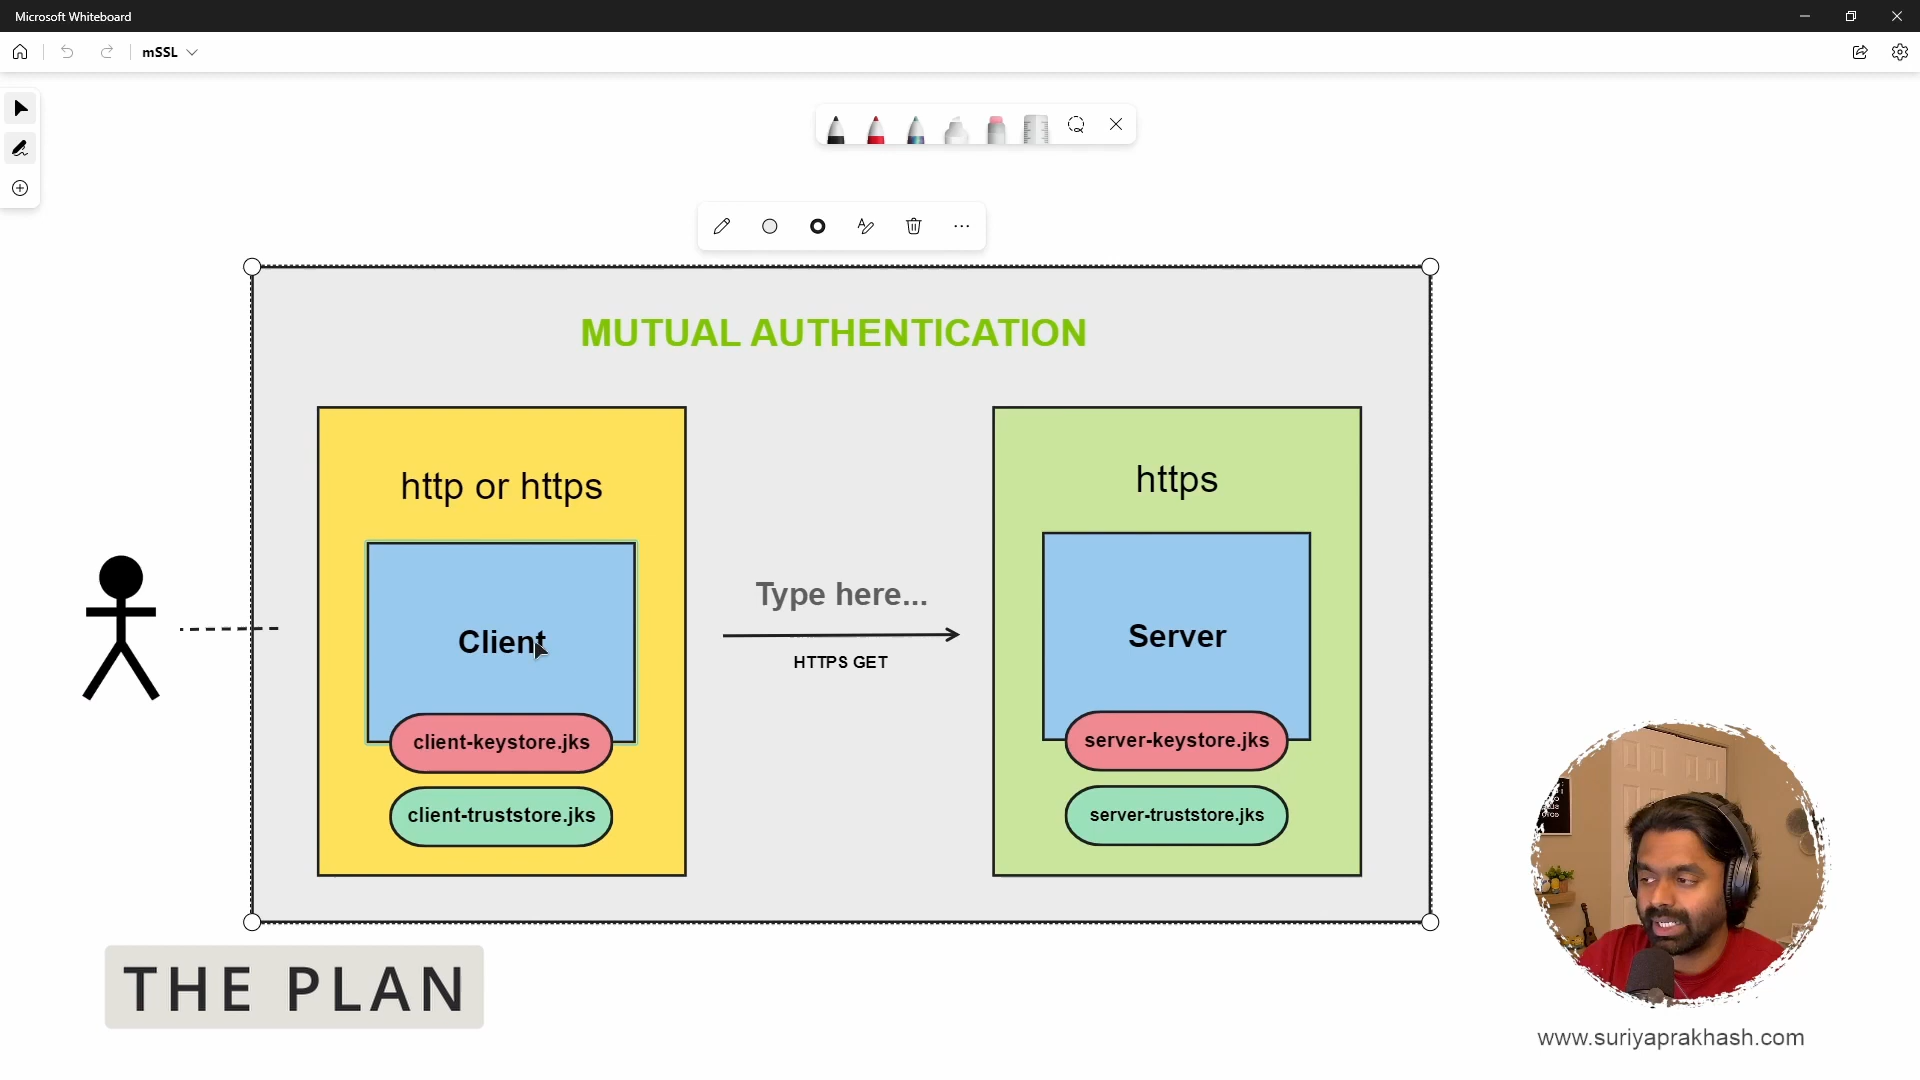 Microsoft Whiteboard
mSSL
MUTUAL AUTHENTICATION
http or https
https
Type here...
Client
Server
HTTPS GET
client-keystore.jks
server-keystore.jks
client-truststore.jks
server-truststore.jks
THE PLAN
www.suriyaprakhash.com